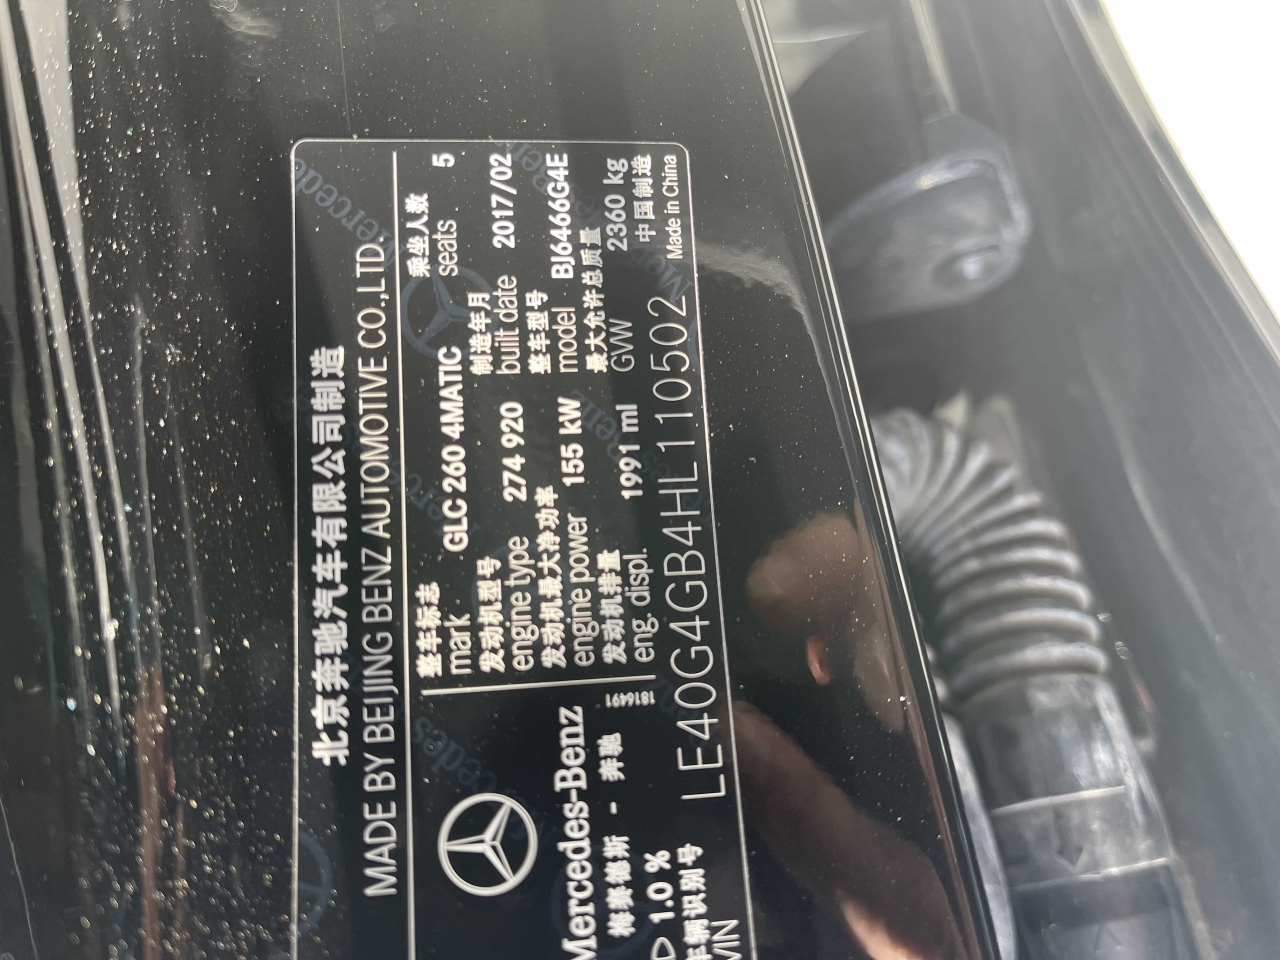 北京奔驰汽车有限公司制造
MADE BY BEIJING BENZ AUTOMOTIVE CO.,LTD.
整车标志
mark GLC 260 4MATIC
乘坐人数
seats 5
发动机型号
engine type 274 920
制造年月
built date 2017/02
发动机最大净功率
engine power 155 kW
整车型号
model BJ6466G4E
发动机排量
eng. displ. 1991 ml
最大允许总质量
GVW 2360 kg
Mercedes-Benz
梅赛德斯 - 奔驰
1816491
D 1.0 %
中国制造
Made in China
车辆识别号
VIN LE40G4GB4HL110502